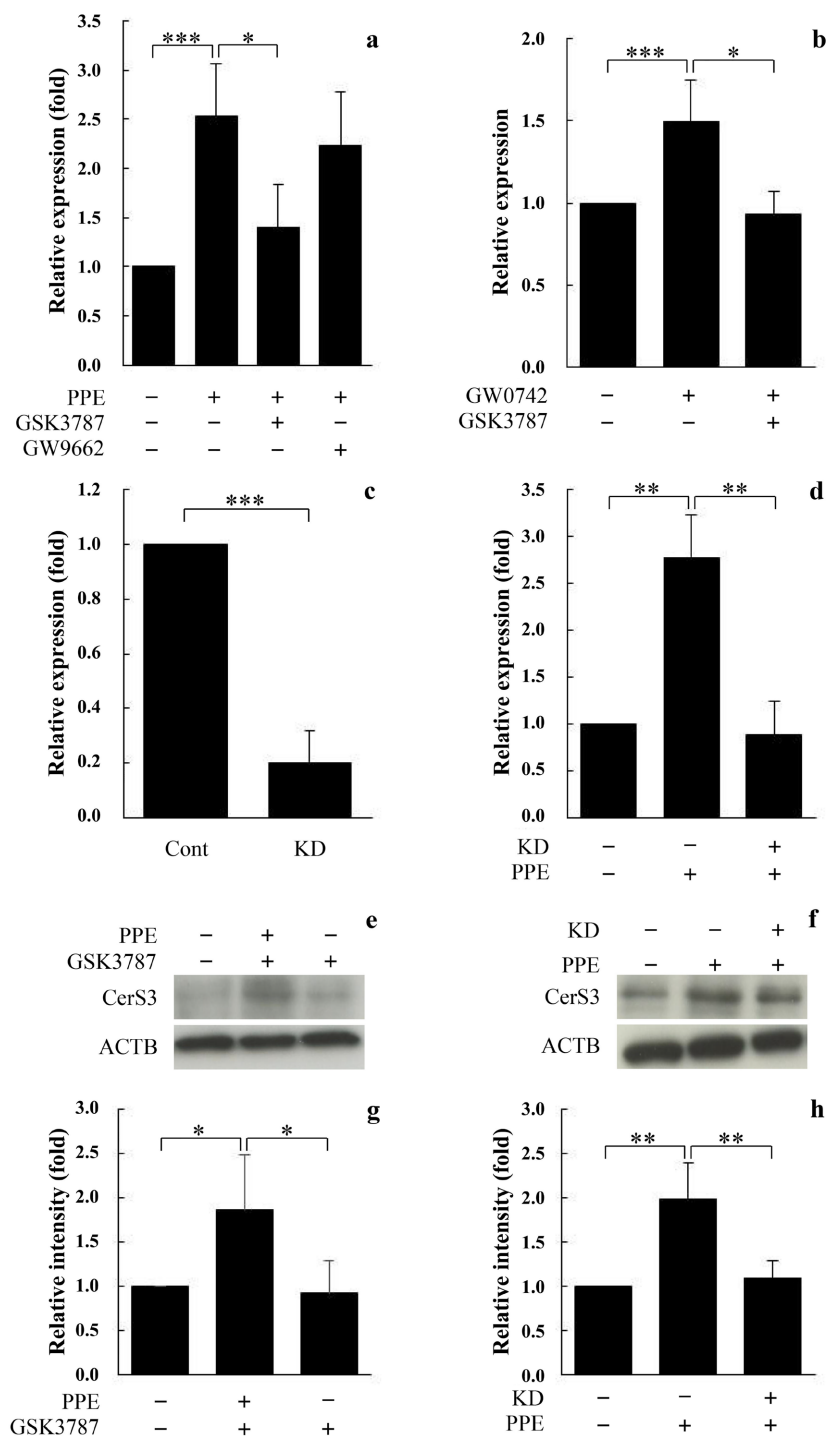 a
Relative expression (fold)
3.5
3.0
2.5
2.0
1.5
1.0
0.5
0.0
*** *
PPE − + + +
GSK3787 − − + −
GW9662 − − − +
b
Relative expression
2.0
1.5
1.0
0.5
0.0
*** *
GW0742 − + +
GSK3787 − − +
c
Relative expression (fold)
1.2
1.0
0.8
0.6
0.4
0.2
0.0
***
Cont KD
d
Relative expression (fold)
3.5
3.0
2.5
2.0
1.5
1.0
0.5
0.0
** **
KD − − +
PPE − + +
e
PPE − + −
GSK3787 − + +
CerS3
ACTB
f
KD − − +
PPE − + +
CerS3
ACTB
g
Relative intensity (fold)
3.0
2.5
2.0
1.5
1.0
0.5
0.0
* *
PPE − + −
GSK3787 − + +
h
Relative intensity (fold)
3.0
2.5
2.0
1.5
1.0
0.5
0.0
** **
KD − − +
PPE − + +